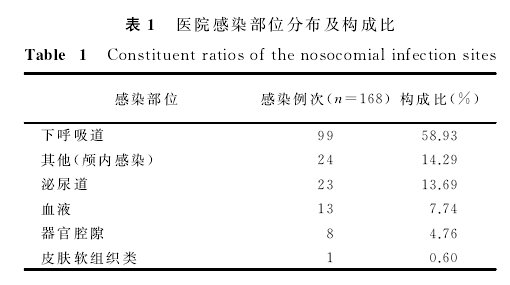 表 1 医院感染部位分布及构成比
Table 1 Constituent ratios of the nosocomial infection sites
感染部位 感染例次(n=168) 构成比(%)
下呼吸道 99 58.93
其他(颅内感染) 24 14.29
泌尿道 23 13.69
血液 13 7.74
器官腔隙 8 4.76
皮肤软组织类 1 0.60